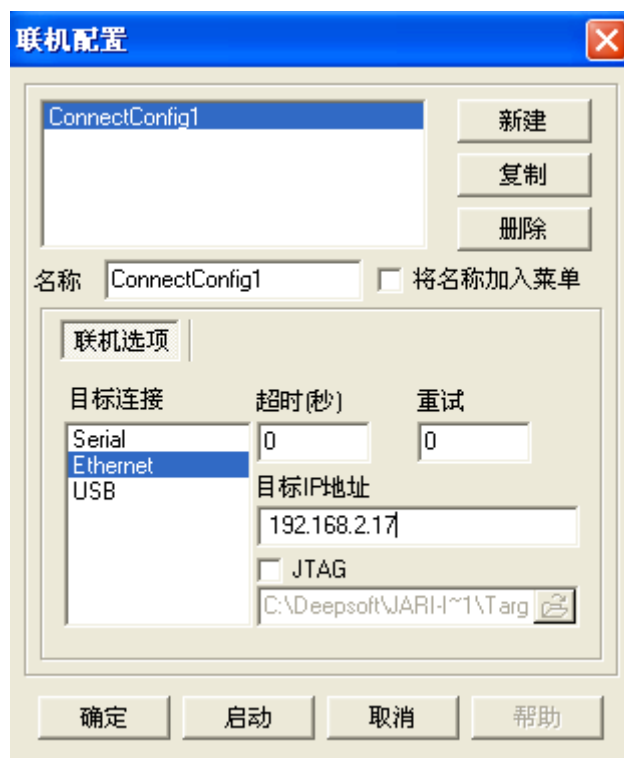 联机配置
ConnectConfig1
新建
复制
删除
名称 ConnectConfig1 将名称加入菜单
联机选项
目标连接 超时(秒) 重试
Serial 0 0
Ethernet
USB 目标IP地址
192.168.2.17
JTAG
C:\Deepsoft\JARI-I~1\Targ
确定 启动 取消 帮助